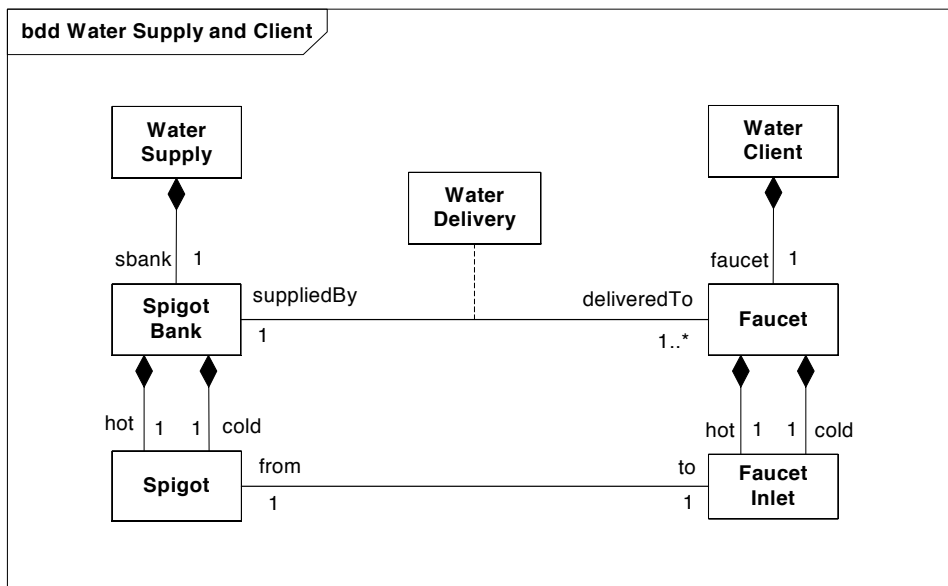 bdd Water Supply and Client
Water
Supply
Water
Client
Water
Delivery
sbank
1
faucet
1
Spigot
Bank
suppliedBy
1
deliveredTo
1..*
Faucet
hot
1
1
cold
hot
1
1
cold
Spigot
from
1
to
1
Faucet
Inlet